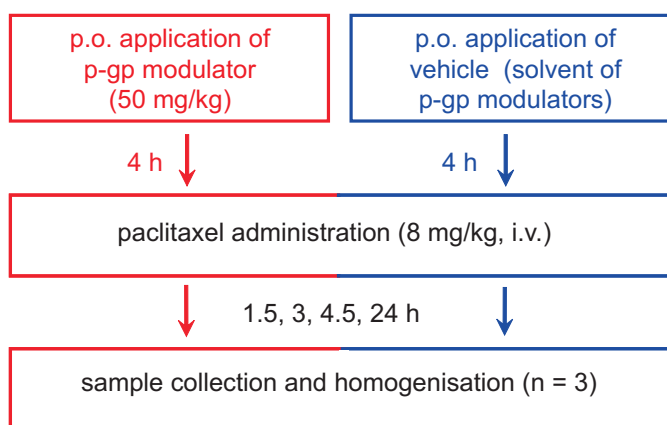 p.o. application of
p-gp modulator
(50 mg/kg)
p.o. application of
vehicle (solvent of
p-gp modulators)
4 h
4 h
paclitaxel administration (8 mg/kg, i.v.)
1.5, 3, 4.5, 24 h
sample collection and homogenisation (n = 3)